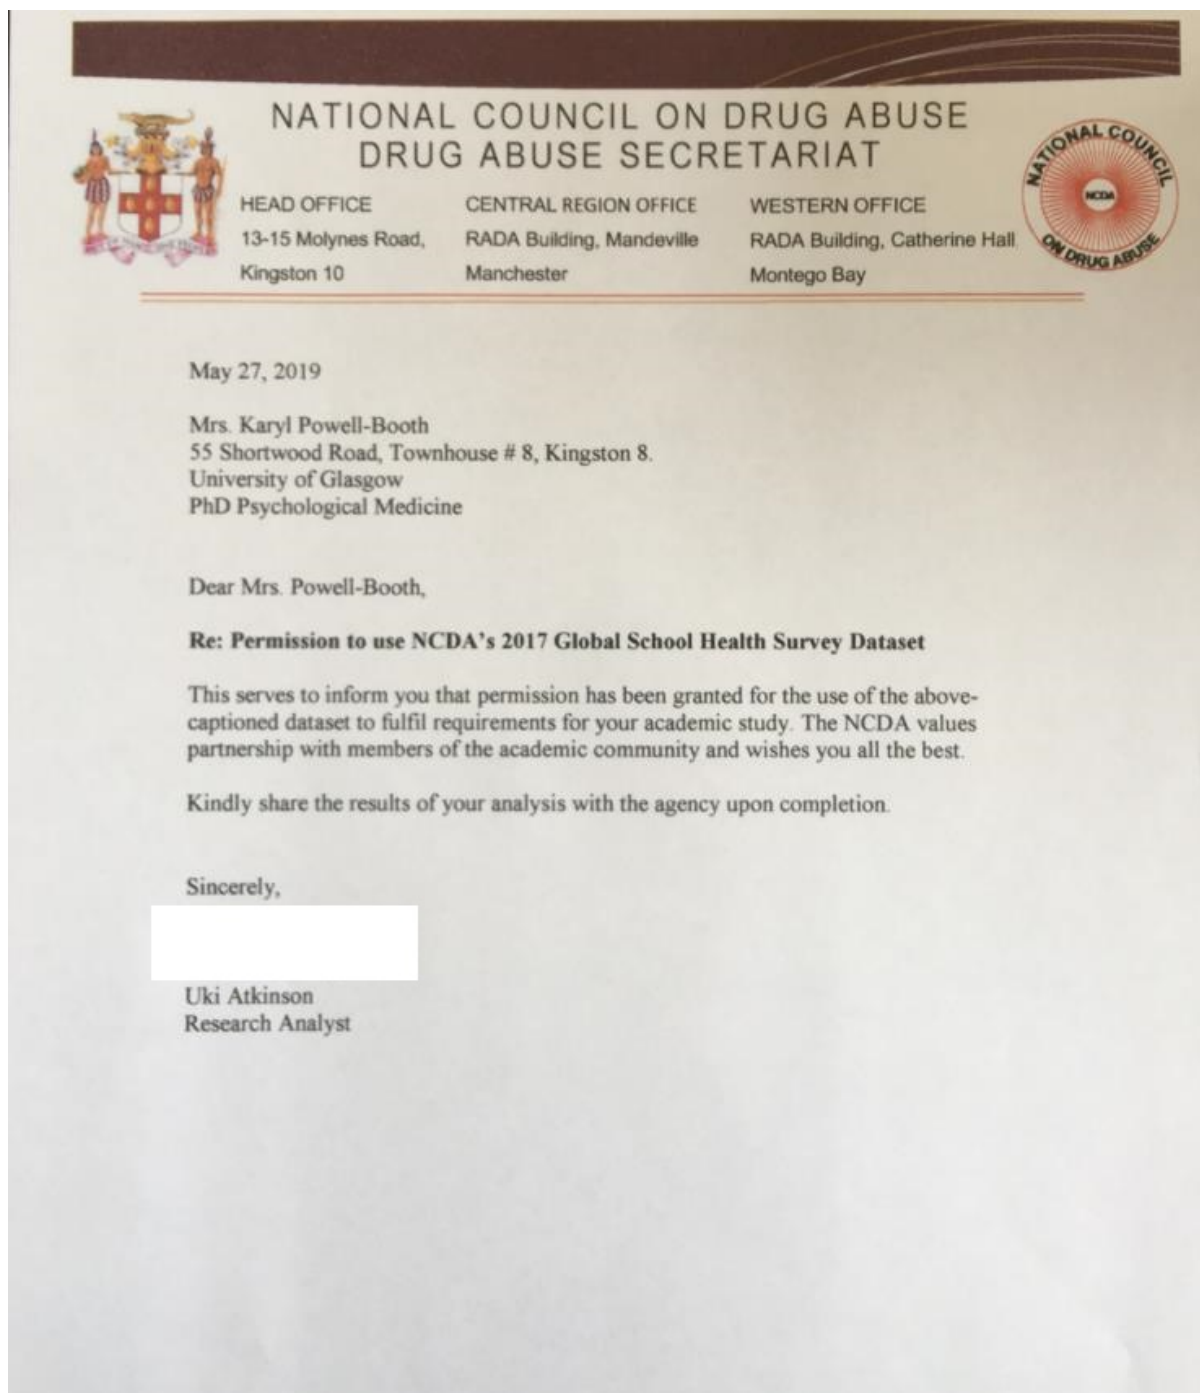 NATIONAL COUNCIL ON DRUG ABUSE
DRUG ABUSE SECRETARIAT
HEAD OFFICE
13-15 Molynes Road,
Kingston 10
CENTRAL REGION OFFICE
RADA Building, Mandeville
Manchester
WESTERN OFFICE
RADA Building, Catherine Hall
Montego Bay
NATIONAL COUNCIL
NCDA
ON DRUG ABUSE
May 27, 2019
Mrs. Karyl Powell-Booth
55 Shortwood Road, Townhouse # 8, Kingston 8.
University of Glasgow
PhD Psychological Medicine
Dear Mrs. Powell-Booth,
Re: Permission to use NCDA's 2017 Global School Health Survey Dataset
This serves to inform you that permission has been granted for the use of the above-
captioned dataset to fulfil requirements for your academic study. The NCDA values
partnership with members of the academic community and wishes you all the best.
Kindly share the results of your analysis with the agency upon completion.
Sincerely,
Uki Atkinson
Research Analyst